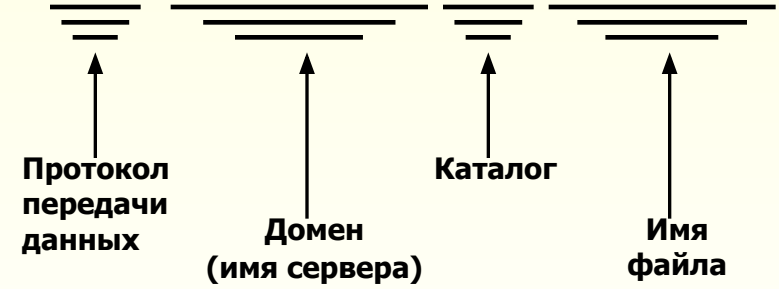 Протокол
передачи
данных
Домен
(имя сервера)
Каталог
Имя
файла